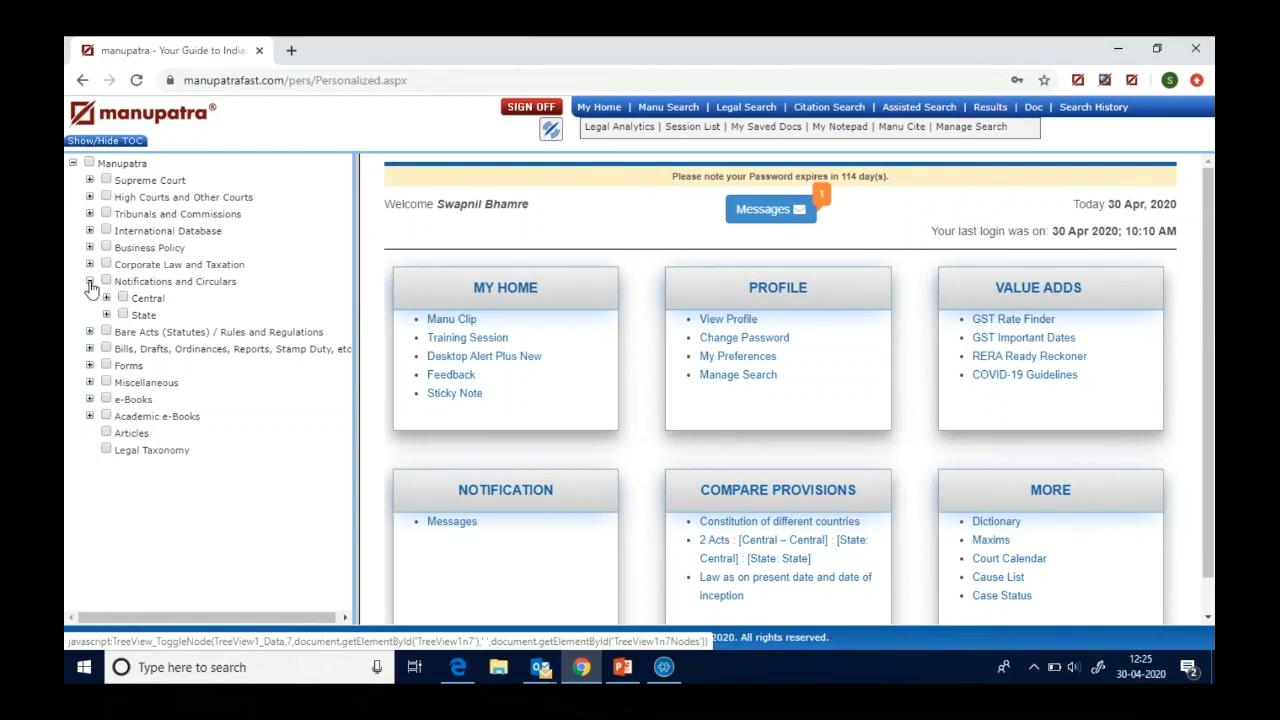 manupatra - Your Guide to India
manupatrafast.com/pers/Personalized.aspx
S
manupatra®
SIGN OFF
My Home | Manu Search | Legal Search | Citation Search | Assisted Search | Results | Doc | Search History
Legal Analytics | Session List | My Saved Docs | My Notepad | Manu Cite | Manage Search
Show/Hide TOC
Manupatra
Supreme Court
High Courts and Other Courts
Tribunals and Commissions
International Database
Business Policy
Corporate Law and Taxation
Notifications and Circulars
Central
State
Bare Acts (Statutes) / Rules and Regulations
Bills, Drafts, Ordinances, Reports, Stamp Duty, etc
Forms
Miscellaneous
e-Books
Academic e-Books
Articles
Legal Taxonomy
Please note your Password expires in 114 day(s).
Welcome Swapnil Bhamre
Messages
1
Today 30 Apr, 2020
Your last login was on: 30 Apr 2020; 10:10 AM
MY HOME
Manu Clip
Training Session
Desktop Alert Plus New
Feedback
Sticky Note
PROFILE
View Profile
Change Password
My Preferences
Manage Search
VALUE ADDS
GST Rate Finder
GST Important Dates
RERA Ready Reckoner
COVID-19 Guidelines
NOTIFICATION
Messages
COMPARE PROVISIONS
Constitution of different countries
2 Acts : [Central – Central] : [State:
Central] : [State: State]
Law as on present date and date of
inception
MORE
Dictionary
Maxims
Court Calendar
Cause List
Case Status
javascript:TreeView_ToggleNode(TreeView1_Data,7,document.getElementById('TreeView1n7'),' ',document.getElementById('TreeView1n7Nodes'))
2020. All rights reserved.
Type here to search
12:25
30-04-2020
2